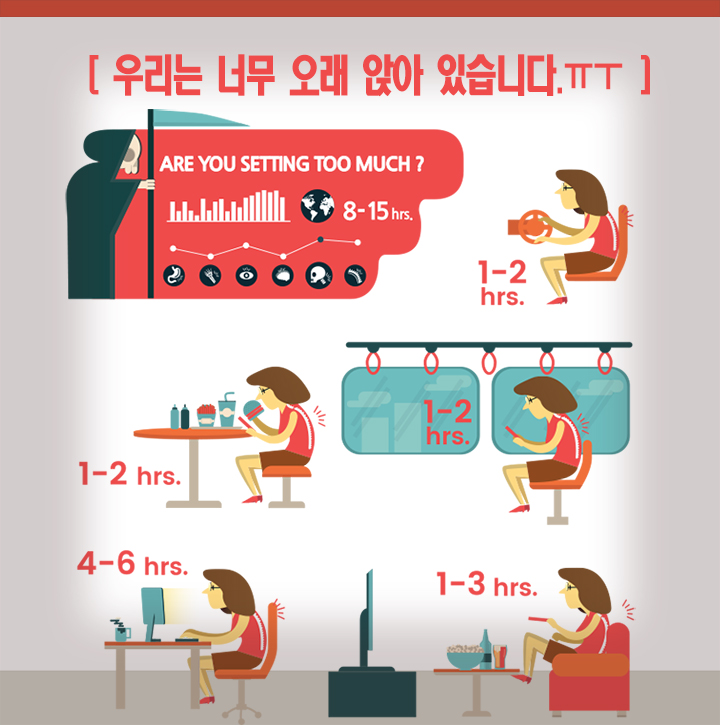 [ 우리는 너무 오래 앉아 있습니다.ㅠㅜ ]
ARE YOU SETTING TOO MUCH ?
8-15 hrs.
1-2
hrs.
1-2
hrs.
1-2 hrs.
4-6 hrs.
1-3 hrs.